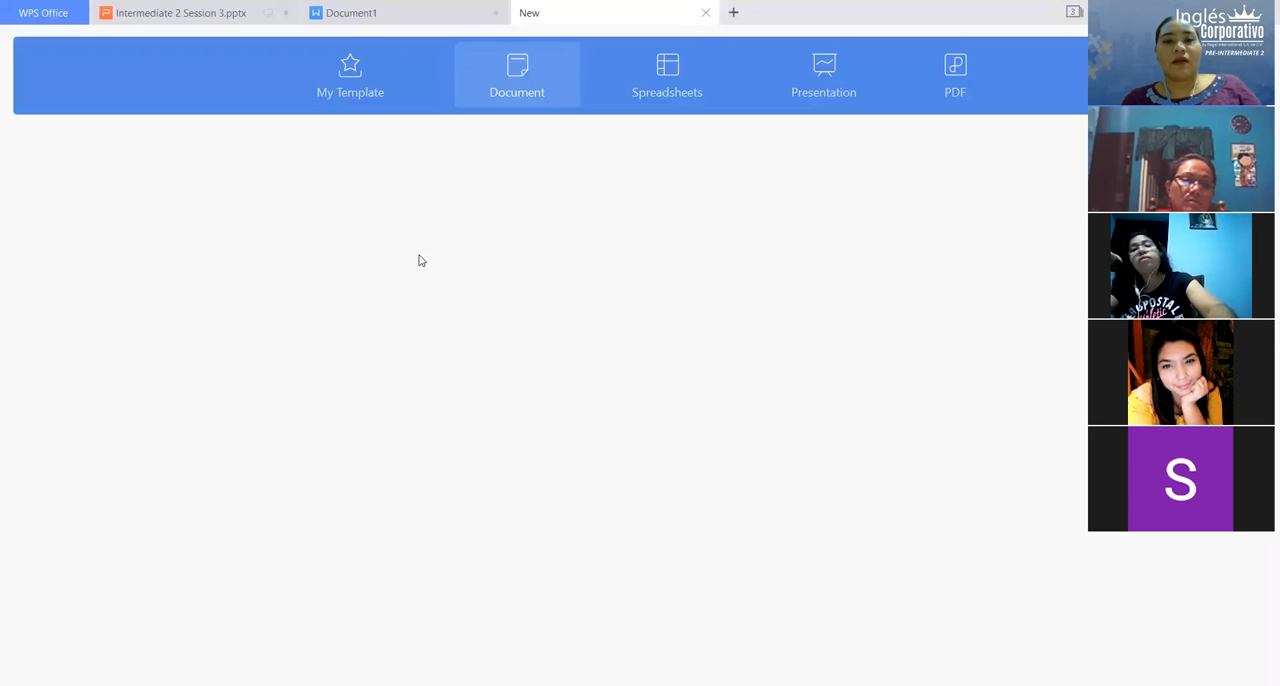 WPS Office
Intermediate 2 Session 3.pptx
Document1
New
3
My Template
Document
Spreadsheets
Presentation
PDF
Inglés
Corporativo
PRE-INTERMEDIATE 2
S